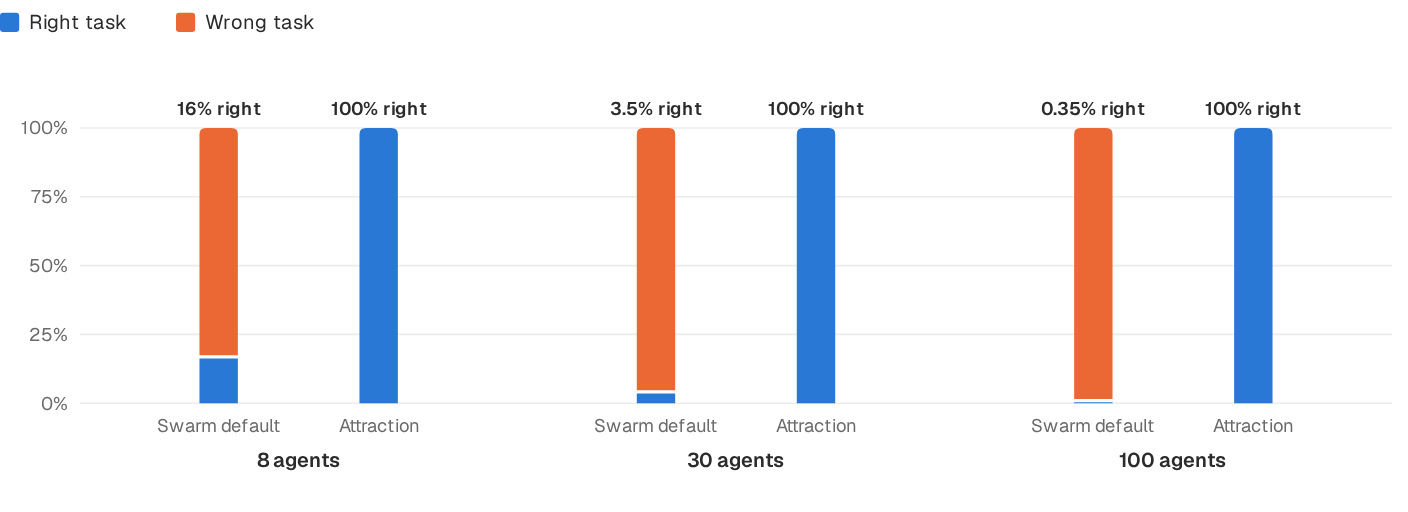 Right task
Wrong task
16% right
100% right
3.5% right
100% right
0.35% right
100% right
100%
75%
50%
25%
0%
Swarm default
Attraction
Swarm default
Attraction
Swarm default
Attraction
8 agents
30 agents
100 agents